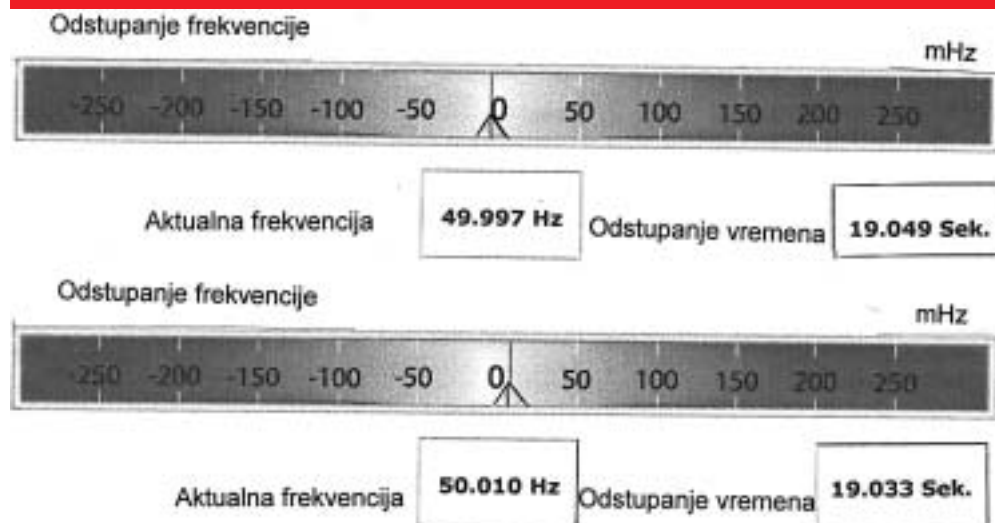 Odstupanje frekvencije
mHz
-250 -200 -150 -100 -50 0 50 100 150 200 250
Aktualna frekvencija 49.997 Hz Odstupanje vremena 19.049 Sek.
Odstupanje frekvencije
mHz
-250 -200 -150 -100 -50 0 50 100 150 200 250
Aktualna frekvencija 50.010 Hz Odstupanje vremena 19.033 Sek.